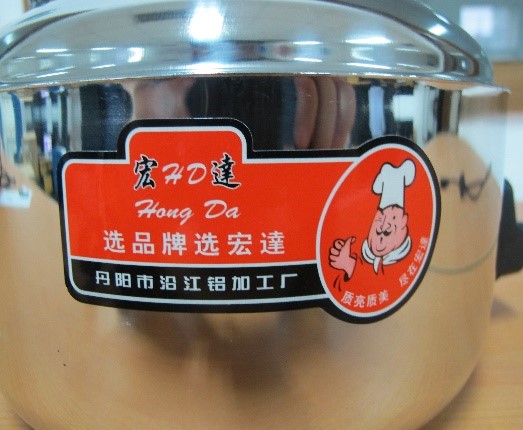 宏HD達
Hong Da
选品牌选宏達
丹阳市沿江铝加工厂
质亮质美 尽在宏達